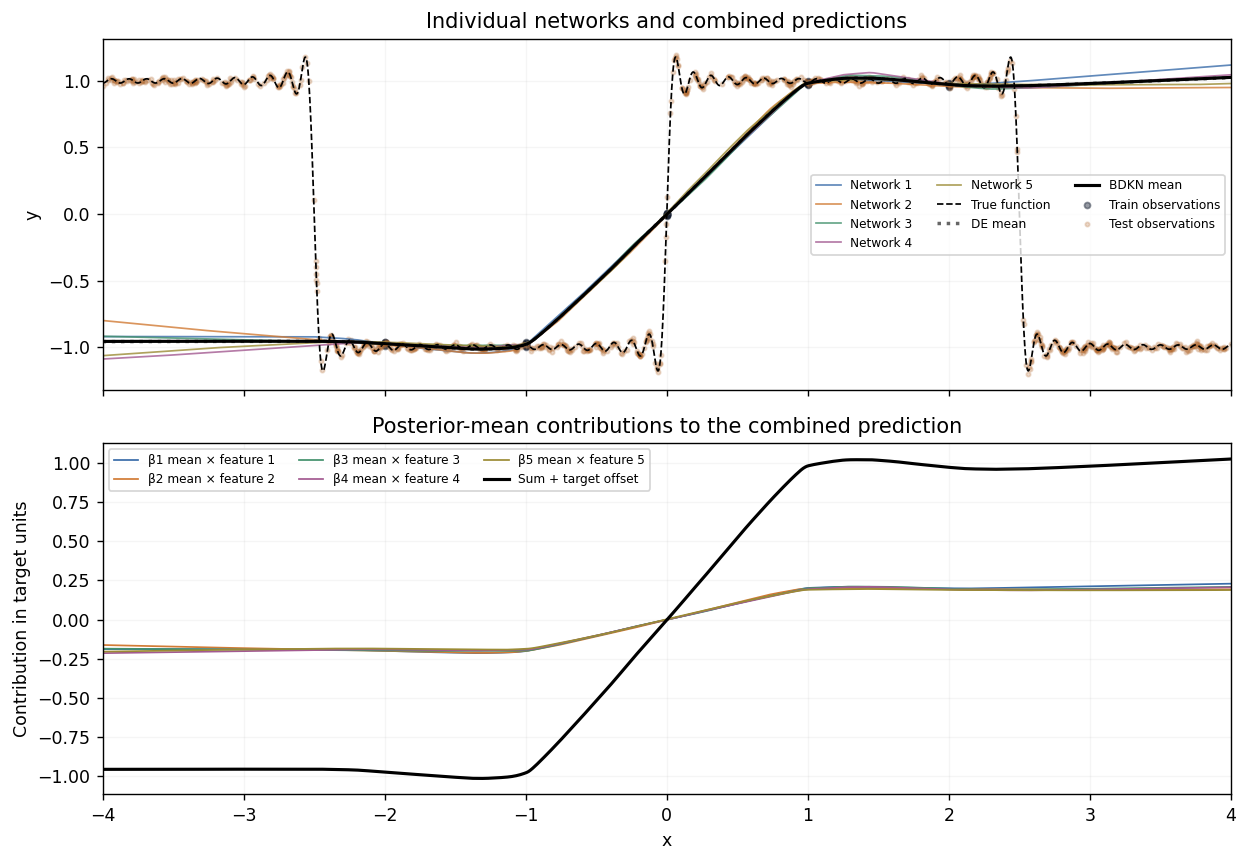 Individual networks and combined predictions
1.0
0.5
0.0
−0.5
−1.0
y
Network 1
Network 2
Network 3
Network 4
Network 5
True function
DE mean
BDKN mean
Train observations
Test observations
Posterior-mean contributions to the combined prediction
1.00
0.75
0.50
0.25
0.00
−0.25
−0.50
−0.75
−1.00
Contribution in target units
β1 mean × feature 1
β2 mean × feature 2
β3 mean × feature 3
β4 mean × feature 4
β5 mean × feature 5
Sum + target offset
−4 −3 −2 −1 0 1 2 3 4
x